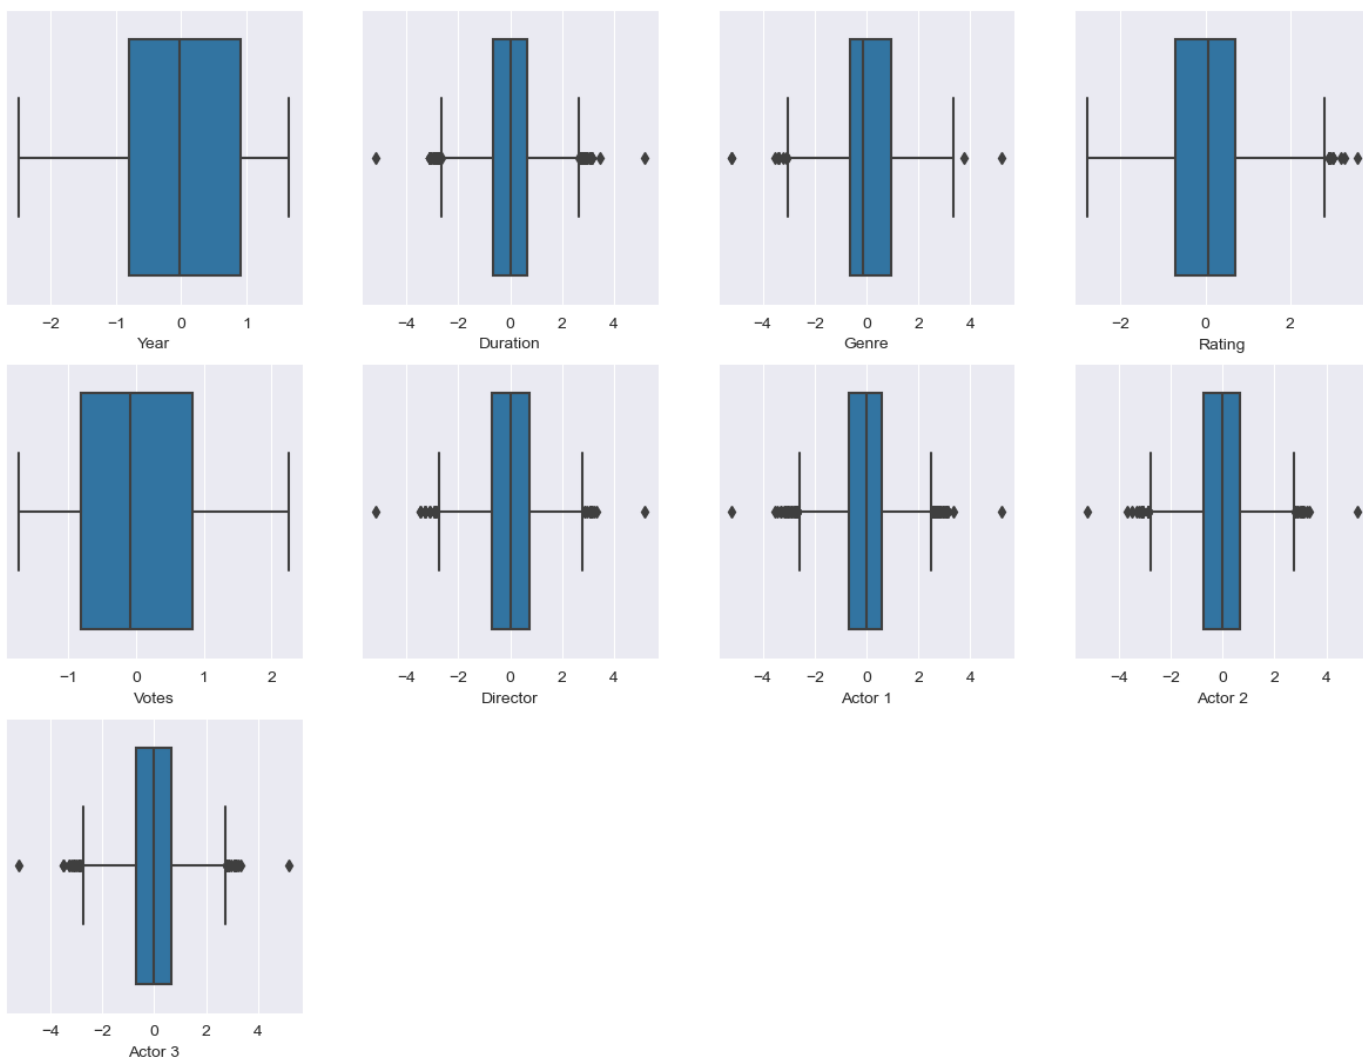 −2 −1 0 1
Year
−4 −2 0 2 4
Duration
−4 −2 0 2 4
Genre
−2 0 2
Rating
−1 0 1 2
Votes
−4 −2 0 2 4
Director
−4 −2 0 2 4
Actor 1
−4 −2 0 2 4
Actor 2
−4 −2 0 2 4
Actor 3